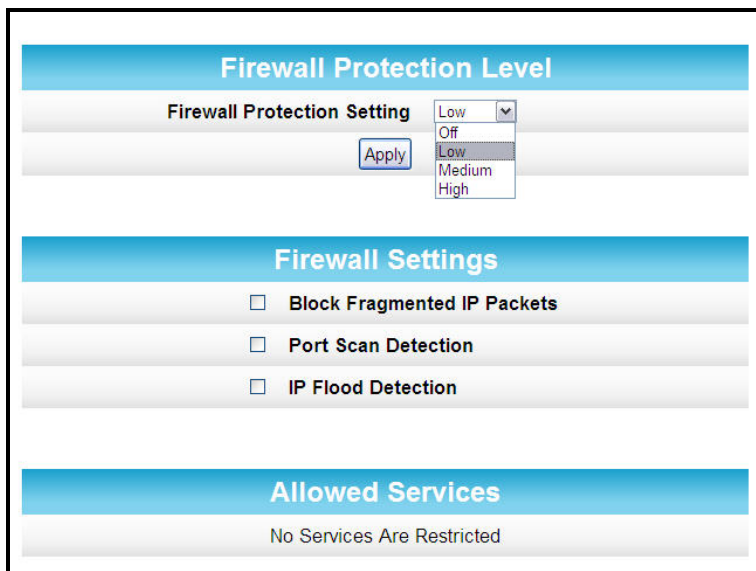 Firewall Protection Level
Firewall Protection Setting Low
Off
Low
Medium
High
Apply
Firewall Settings
Block Fragmented IP Packets
Port Scan Detection
IP Flood Detection
Allowed Services
No Services Are Restricted